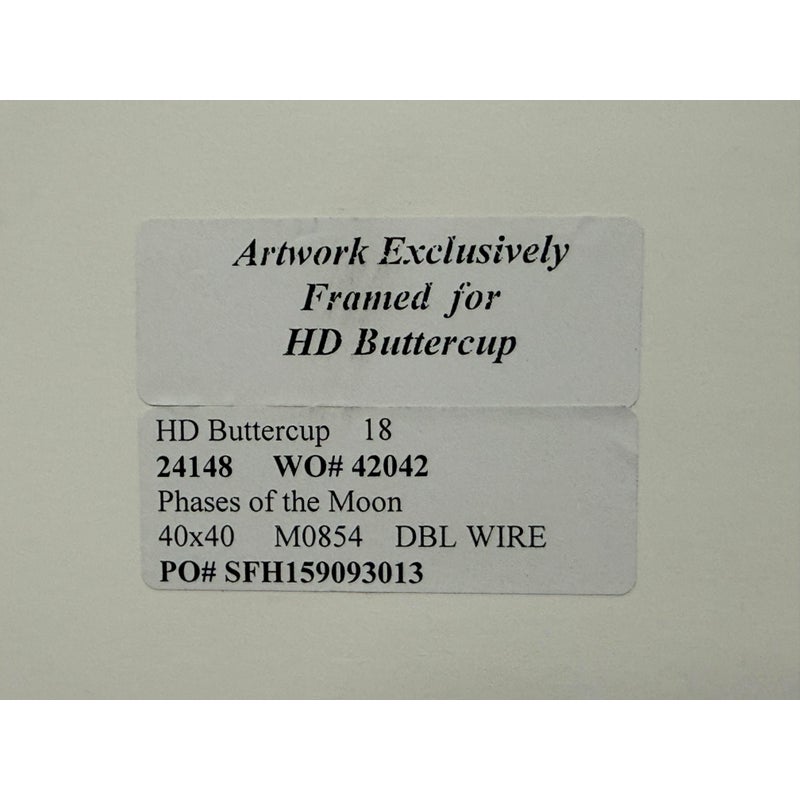 Artwork Exclusively
Framed for
HD Buttercup
HD Buttercup 18
24148 WO# 42042
Phases of the Moon
40x40 M0854 DBL WIRE
PO# SFH159093013